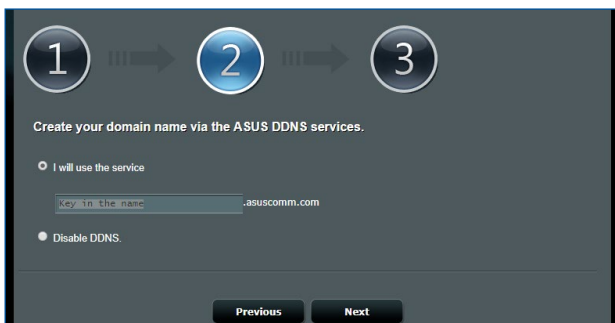 1 2 3
Create your domain name via the ASUS DDNS services.
I will use the service
Key in the name .asuscomm.com
Disable DDNS.
Previous Next